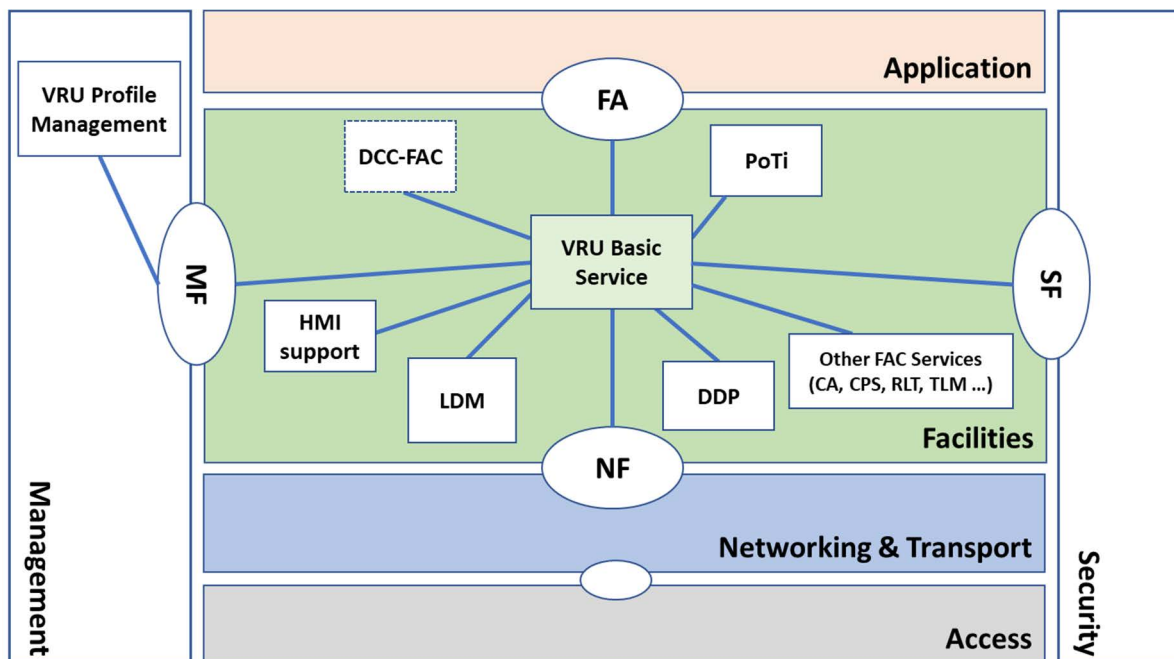 Application
VRU Profile
Management
FA
DCC-FAC
PoTi
VRU Basic
Service
MF
SF
HMI
support
LDM
DDP
Other FAC Services
(CA, CPS, RLT, TLM ...)
Facilities
NF
Networking & Transport
Access
Management
Security